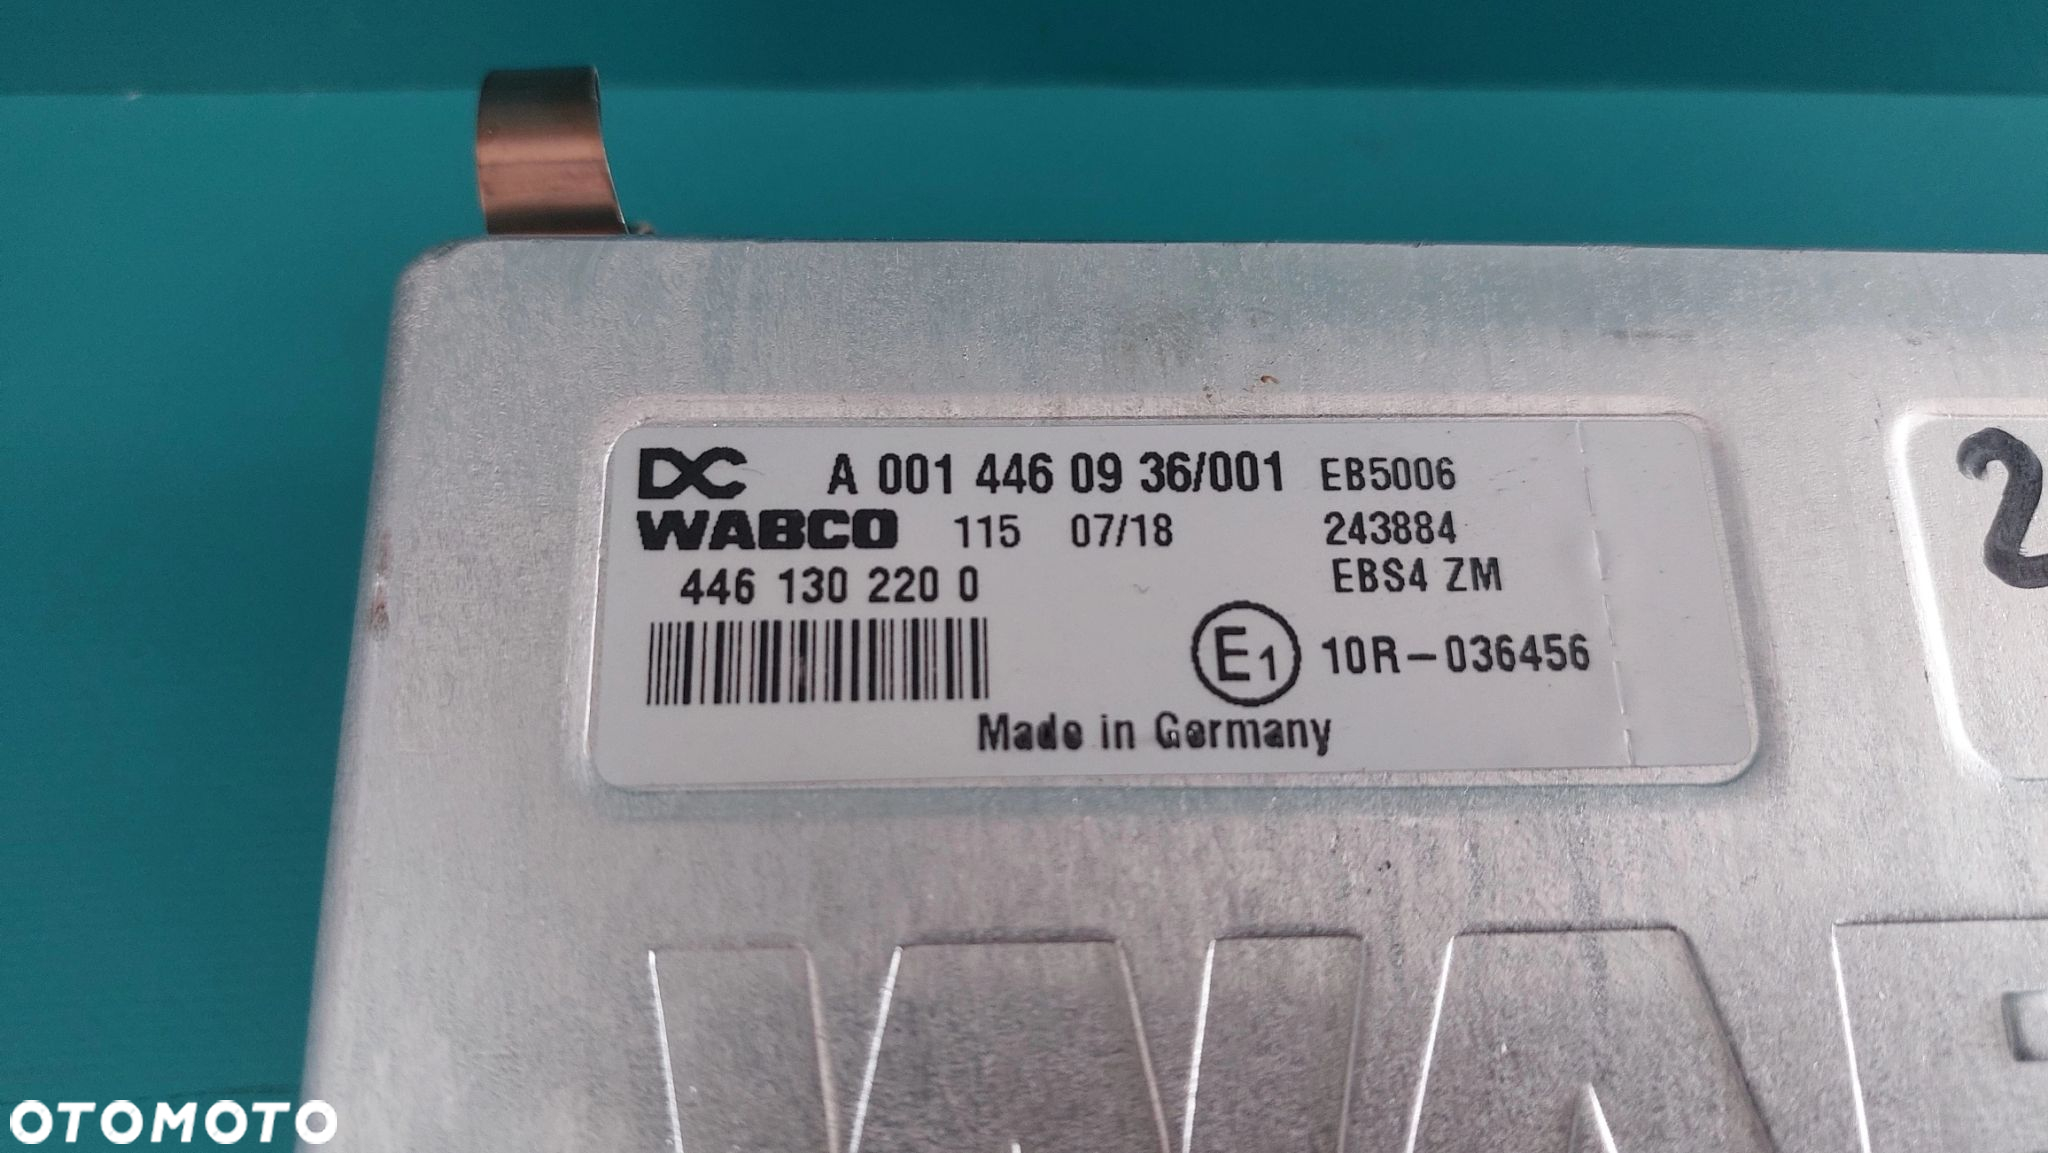 DC A 001 446 09 36/001 EB5006
WABCO 115 07/18 243884
446 130 220 0 EBS4 ZM
E1 10R-036456
Made in Germany
2
OTOMOTO